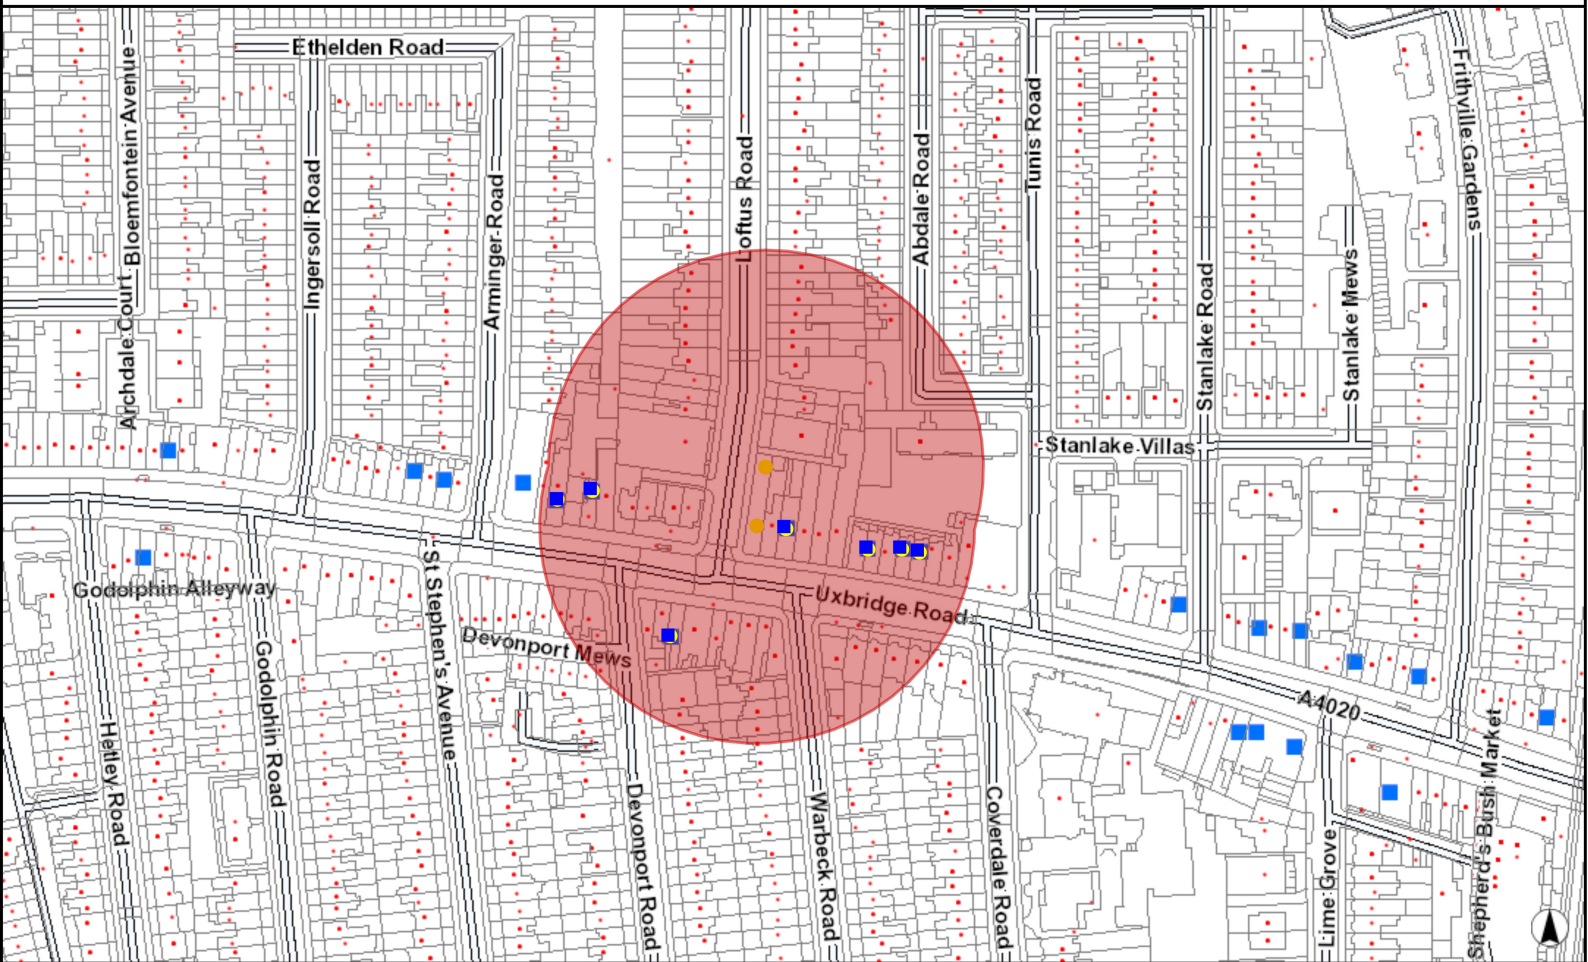 Ethelden Road
Bloemfontein Avenue
Archdale Court
Ingersoll Road
Arminger Road
Loftus Road
Abdale Road
Tunis Road
Stanlake Road
Stanlake Mews
Frithville Gardens
Stanlake Villas
Godolphin Alleyway
St Stephen's Avenue
Devonport Mews
Uxbridge Road
A4020
Hetley Road
Godolphin Road
Devonport Road
Warbeck Road
Coverdale Road
Lime Grove
Shepherd's Bush Market